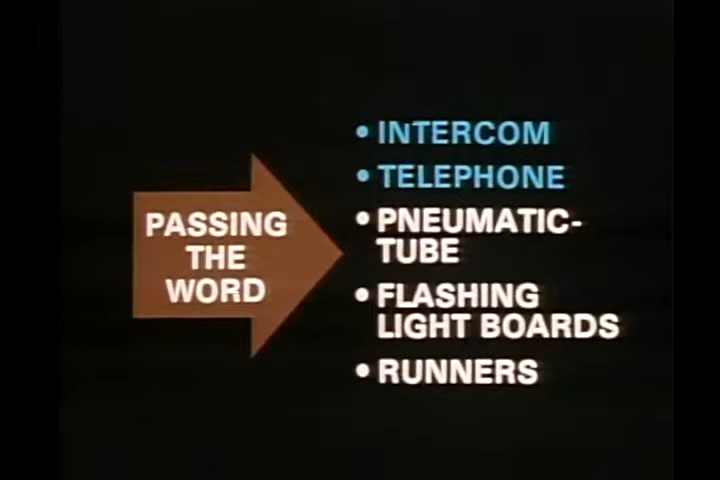 PASSING
THE
WORD
• INTERCOM
• TELEPHONE
• PNEUMATIC-
TUBE
• FLASHING
LIGHT BOARDS
• RUNNERS